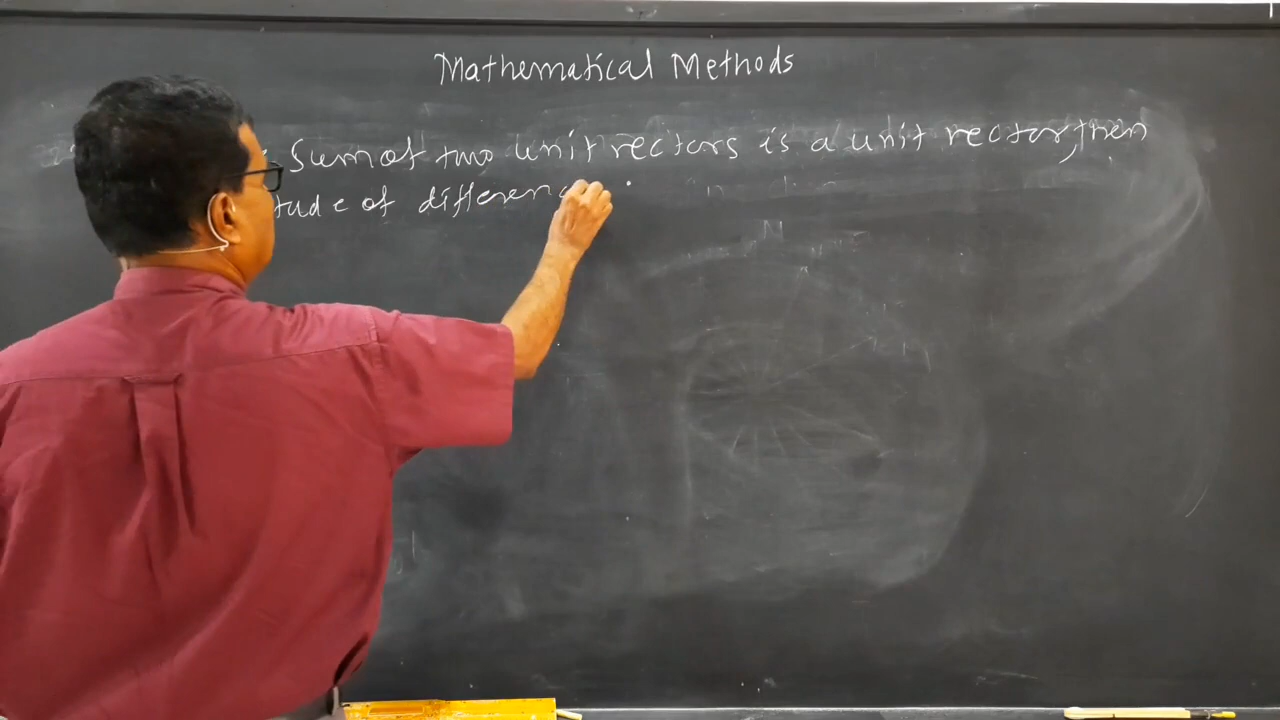 Mathematical Methods
Sum of two unit vectors is a unit vector, then
tude of differen